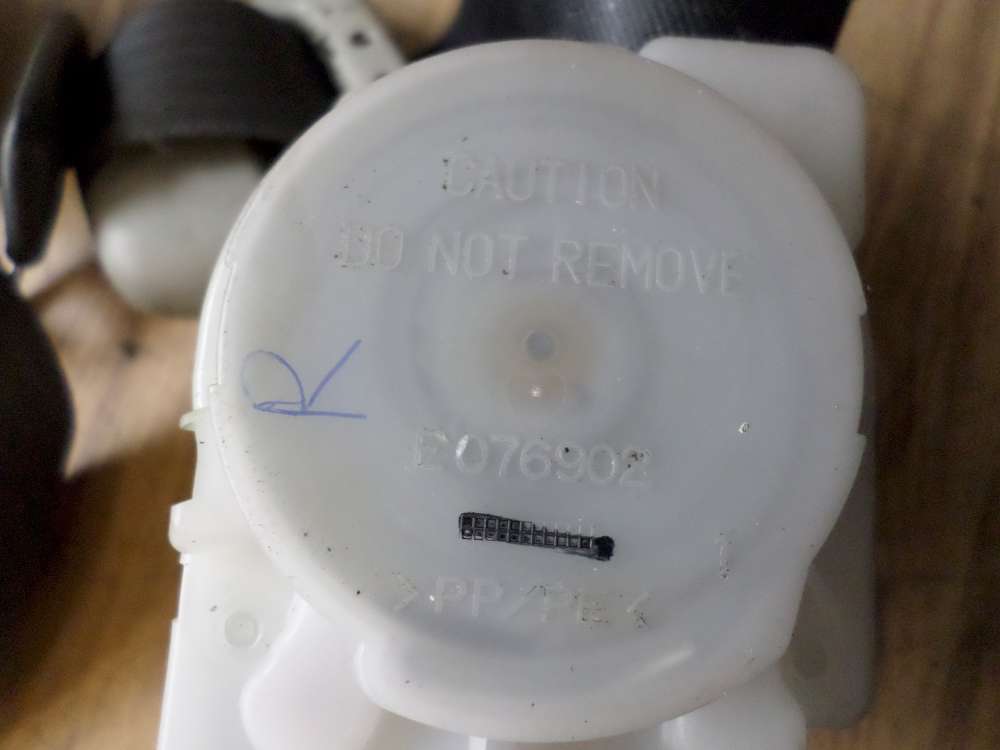 CAUTION
DO NOT REMOVE
R
E076902
>PP/PE<